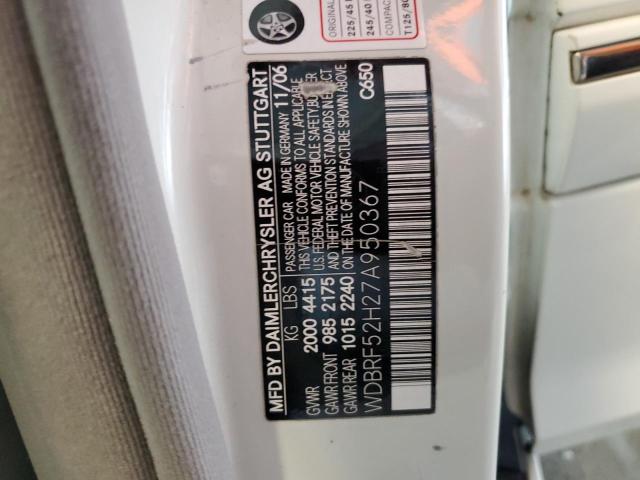 ORIGINAL
225/45
245/40
COMPAC
T125/80
MFD BY DAIMLERCHRYSLER AG STUTTGART
KG LBS PASSENGER CAR MADE IN GERMANY 11/06
GVWR 2000 4415 THIS VEHICLE CONFORMS TO ALL APPLICABLE
GAWR FRONT 985 2175 U.S. FEDERAL MOTOR VEHICLE SAFETY, BUMPER
GAWR REAR 1015 2240 AND THEFT PREVENTION STANDARDS IN EFFECT
ON THE DATE OF MANUFACTURE SHOWN ABOVE
WDBRF52H27A950367 C650